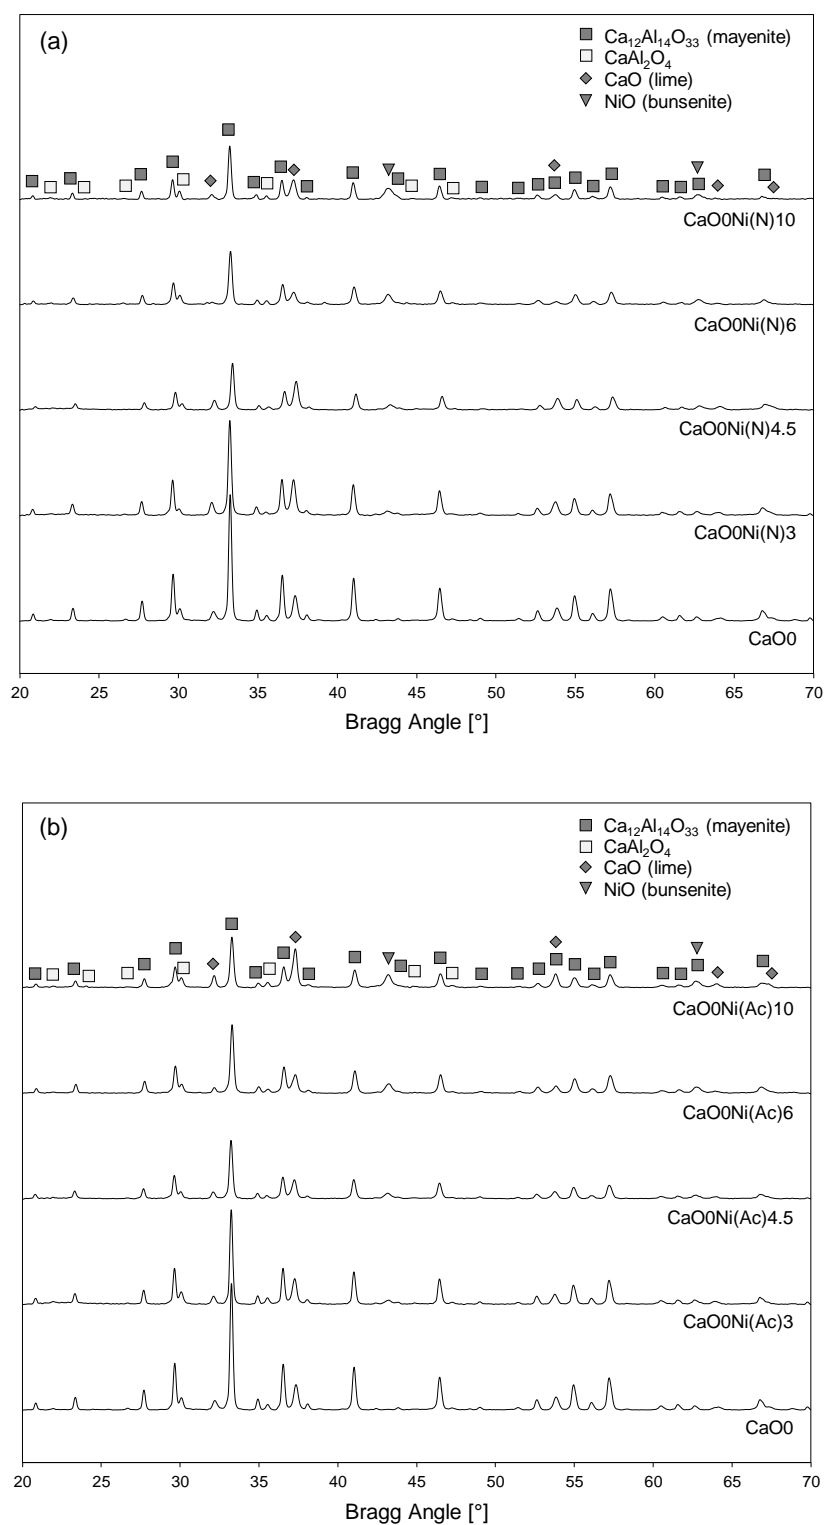 (a)
Ca₁₂Al₁₄O₃₃ (mayenite)
CaAl₂O₄
CaO (lime)
NiO (bunsenite)
CaO0Ni(N)10
CaO0Ni(N)6
CaO0Ni(N)4.5
CaO0Ni(N)3
CaO0
20 25 30 35 40 45 50 55 60 65 70
Bragg Angle [°]
(b)
Ca₁₂Al₁₄O₃₃ (mayenite)
CaAl₂O₄
CaO (lime)
NiO (bunsenite)
CaO0Ni(Ac)10
CaO0Ni(Ac)6
CaO0Ni(Ac)4.5
CaO0Ni(Ac)3
CaO0
20 25 30 35 40 45 50 55 60 65 70
Bragg Angle [°]